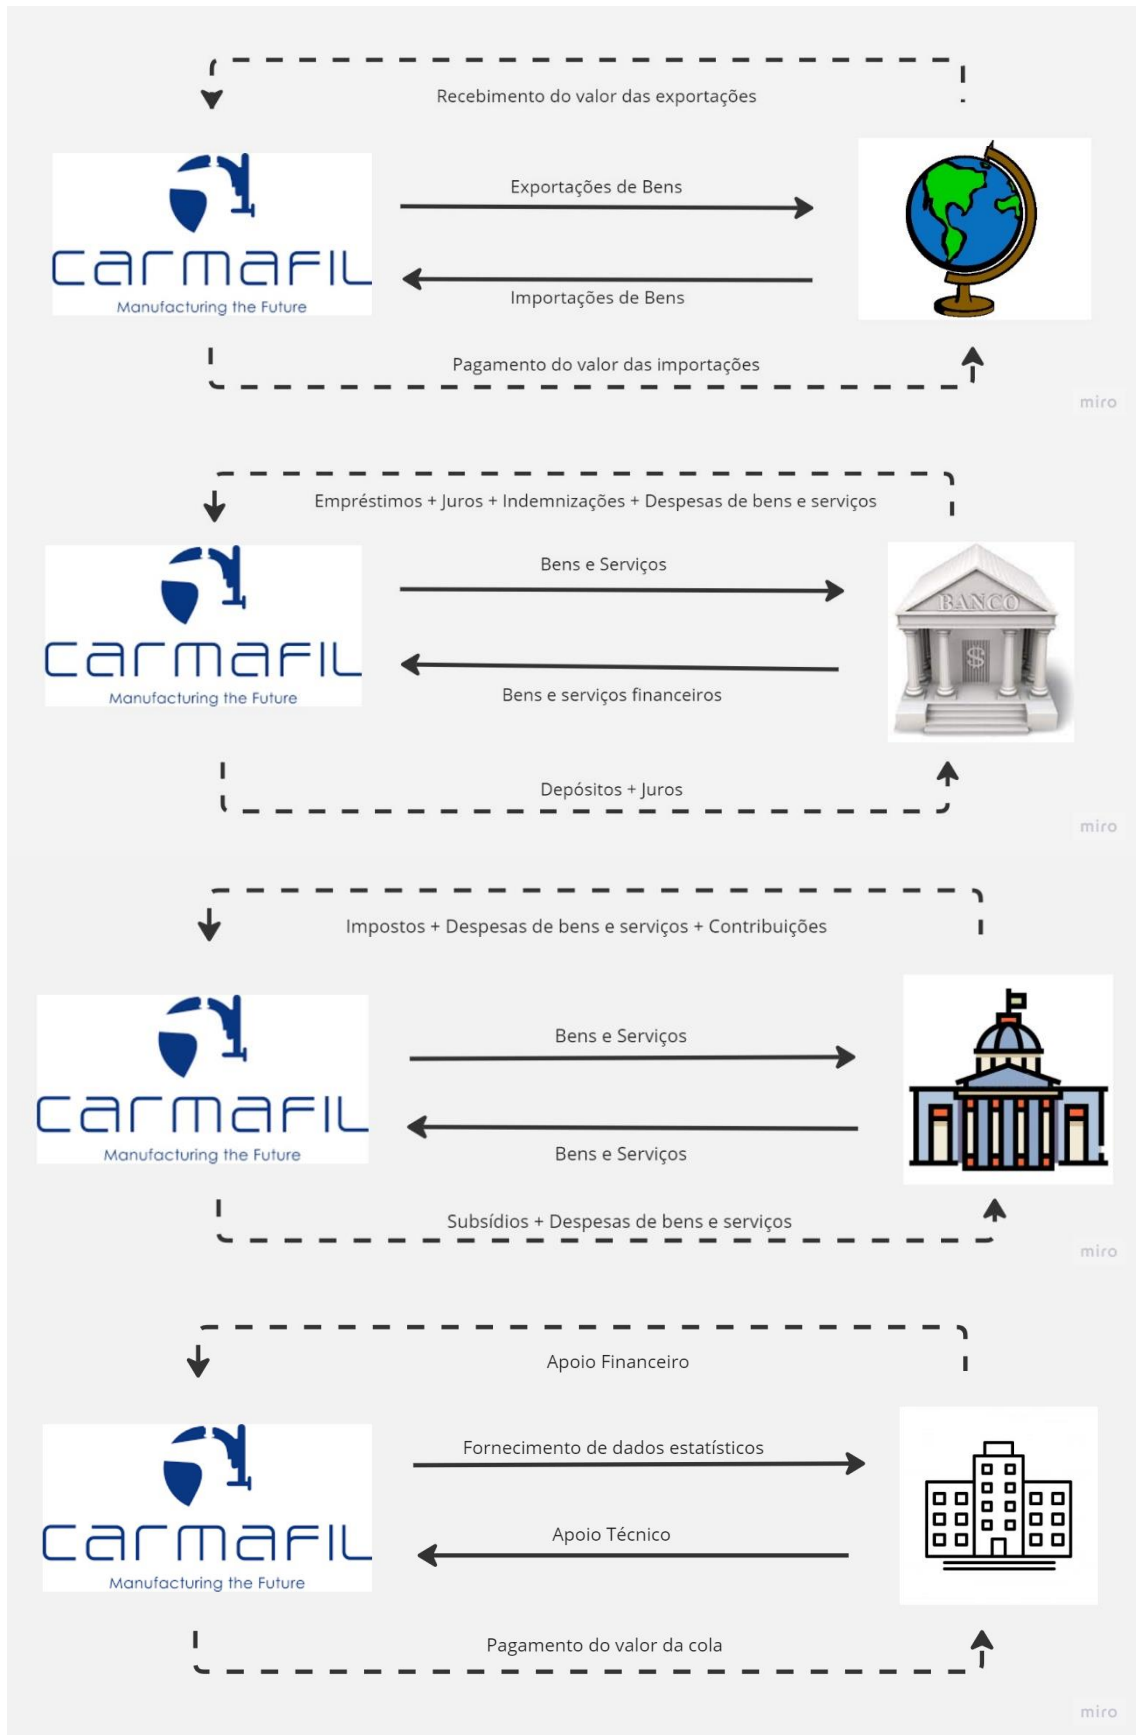 Recebimento do valor das exportações
Exportações de Bens
carmafil
Manufacturing the Future
Importações de Bens
Pagamento do valor das importações
miro
Empréstimos + Juros + Indemnizações + Despesas de bens e serviços
Bens e Serviços
BANCO
$
carmafil
Manufacturing the Future
Bens e serviços financeiros
Depósitos + Juros
miro
Impostos + Despesas de bens e serviços + Contribuições
Bens e Serviços
carmafil
Manufacturing the Future
Bens e Serviços
Subsídios + Despesas de bens e serviços
miro
Apoio Financeiro
Fornecimento de dados estatísticos
carmafil
Manufacturing the Future
Apoio Técnico
Pagamento do valor da cola
miro